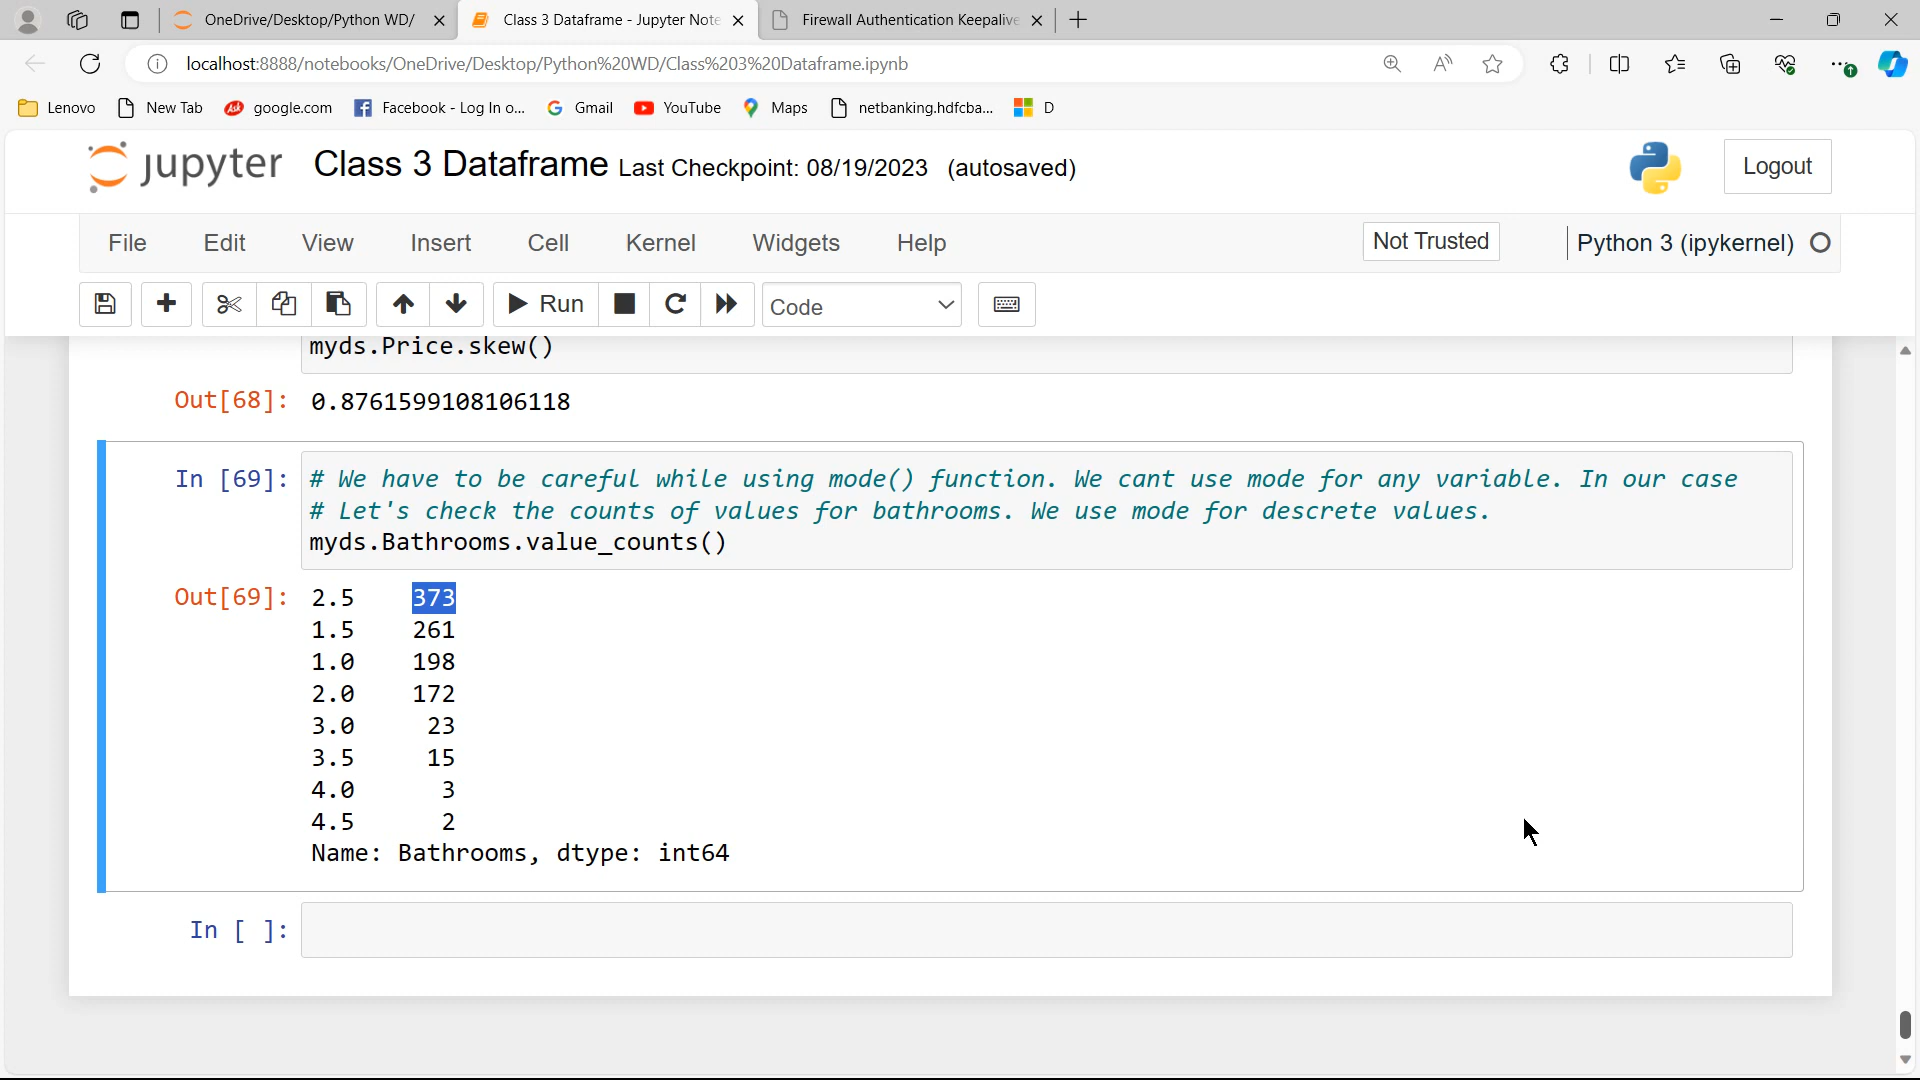 OneDrive/Desktop/Python WD/
Class 3 Dataframe - Jupyter Note
Firewall Authentication Keepalive
localhost:8888/notebooks/OneDrive/Desktop/Python%20WD/Class%203%20Dataframe.ipynb
Lenovo New Tab google.com Facebook - Log In o... Gmail YouTube Maps netbanking.hdfcba... D
jupyter Class 3 Dataframe Last Checkpoint: 08/19/2023 (autosaved) Logout
File Edit View Insert Cell Kernel Widgets Help Not Trusted Python 3 (ipykernel)
Run Code
myds.Price.skew()
Out[68]: 0.8761599108106118
In [69]: # We have to be careful while using mode() function. We cant use mode for any variable. In our case
# Let's check the counts of values for bathrooms. We use mode for descrete values.
myds.Bathrooms.value_counts()
Out[69]: 2.5 373
1.5 261
1.0 198
2.0 172
3.0 23
3.5 15
4.0 3
4.5 2
Name: Bathrooms, dtype: int64
In [ ]: